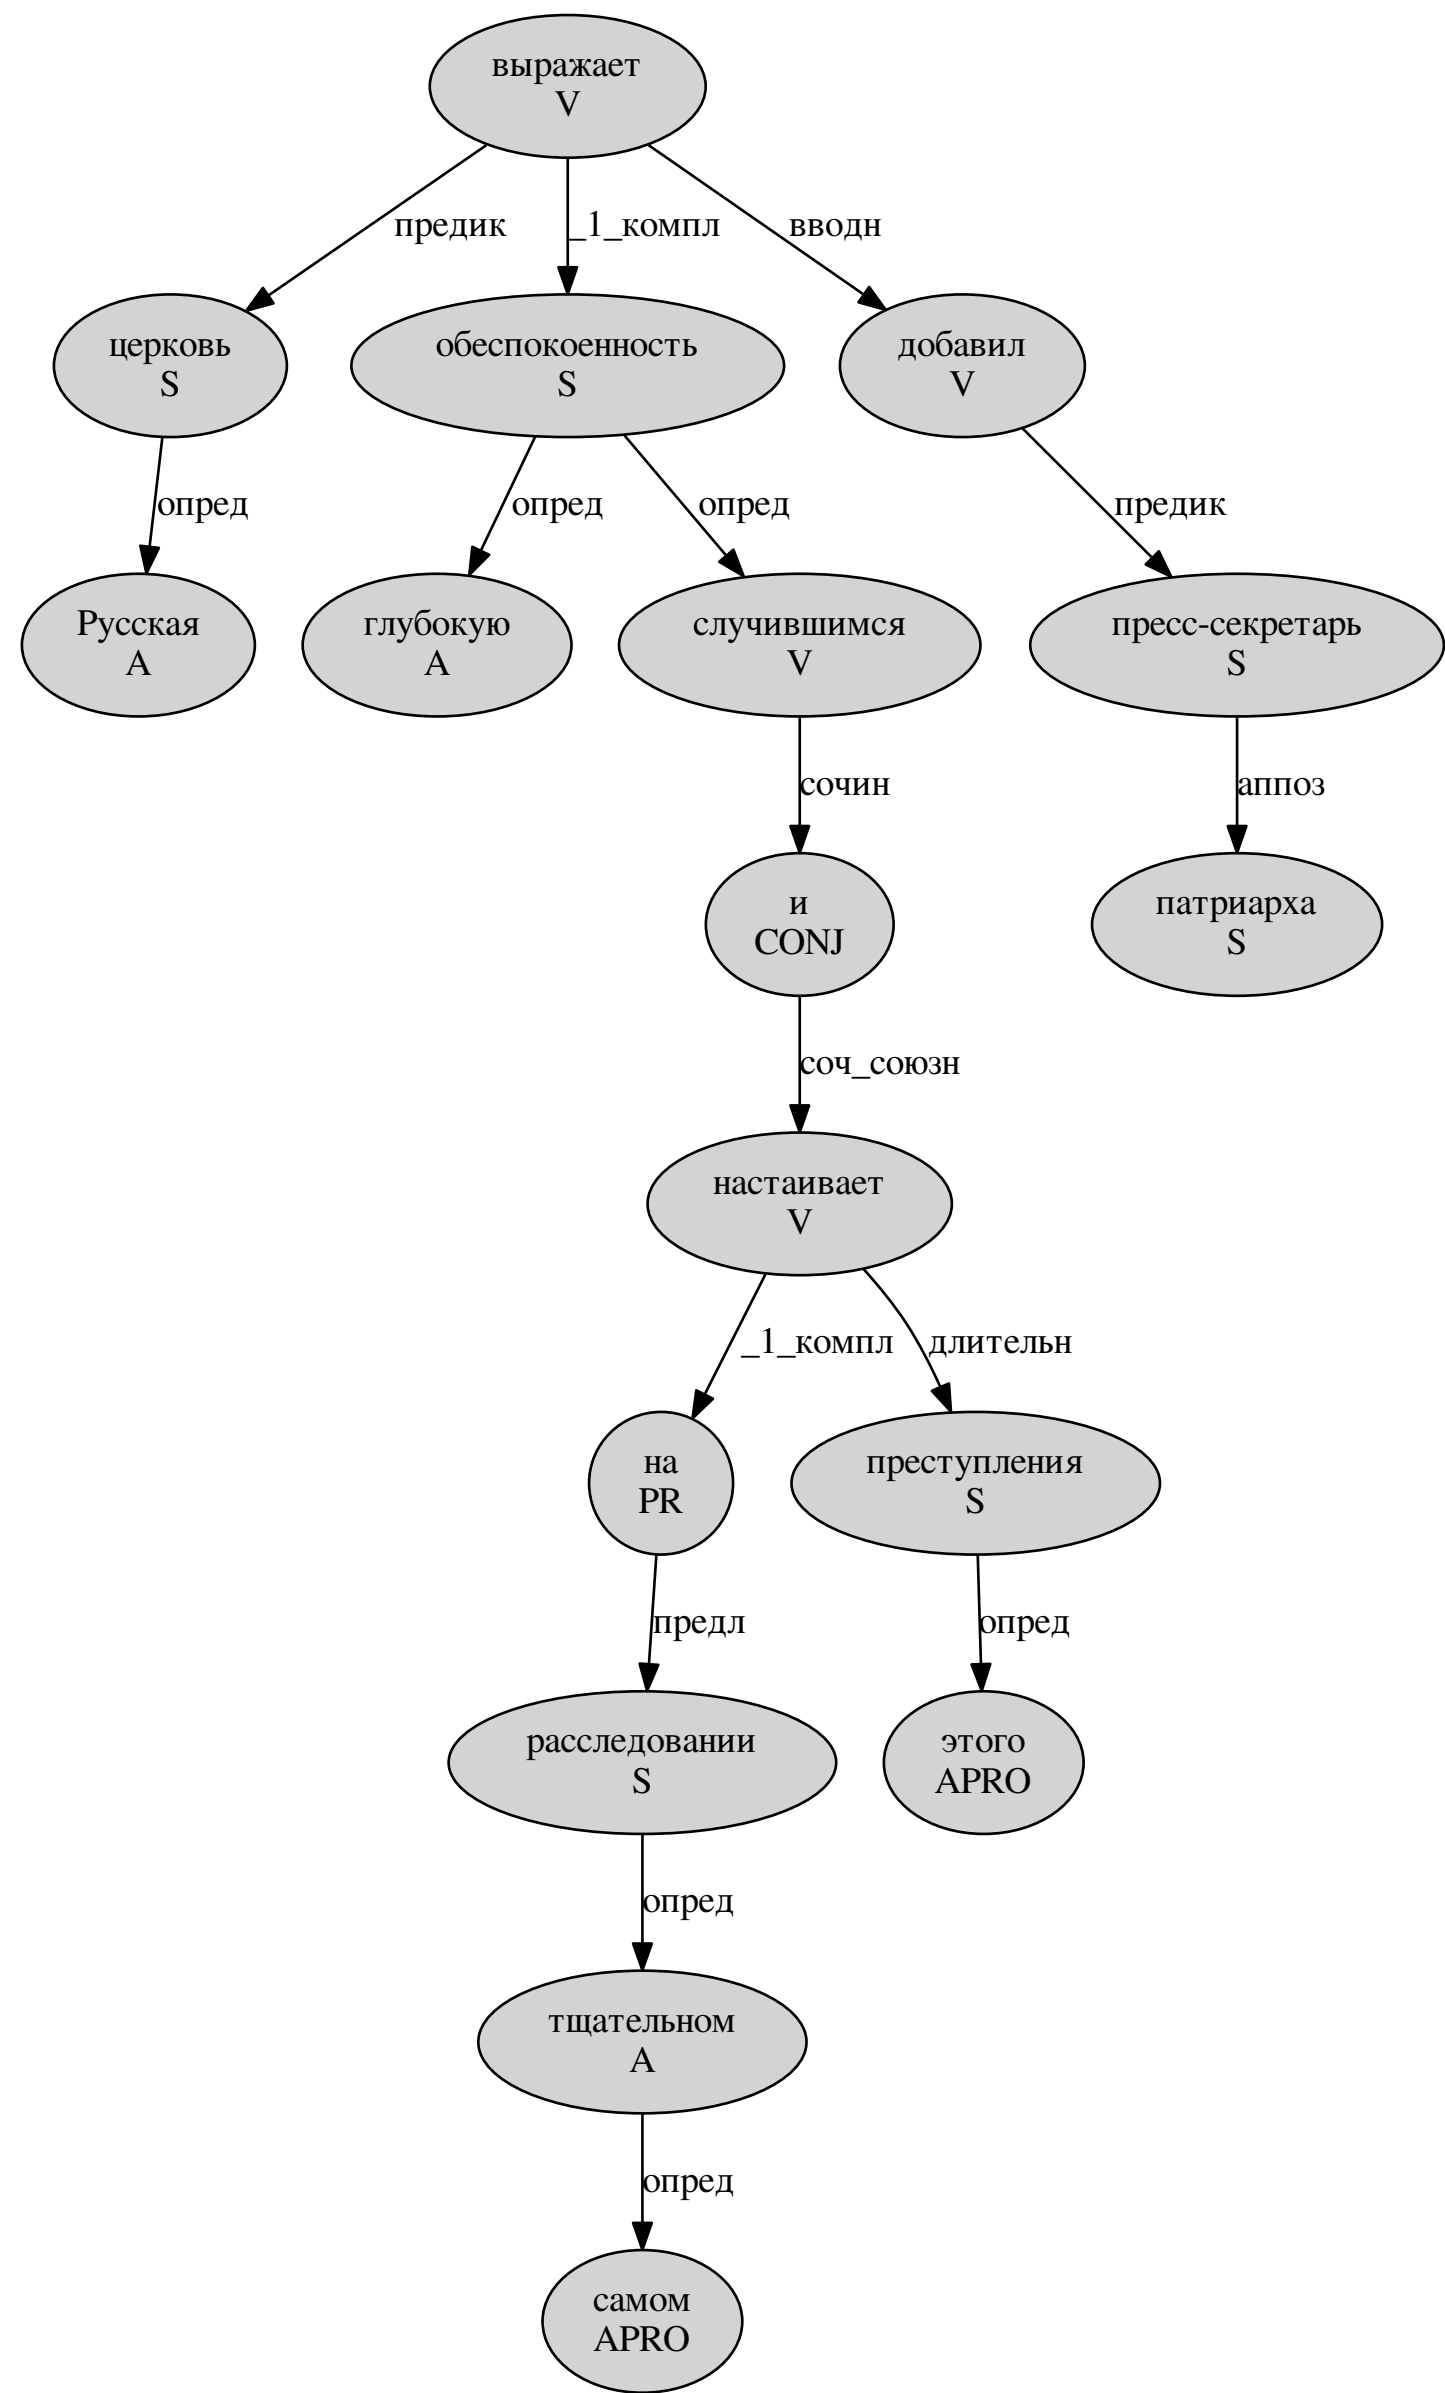 выражает
V
предик
_1_компл
вводн
церковь
S
обеспокоенность
S
добавил
V
опред
опред
опред
предик
Русская
A
глубокую
A
случившимся
V
пресс-секретарь
S
сочин
аппоз
и
CONJ
патриарха
S
соч_союзн
настаивает
V
_1_компл
длительн
на
PR
преступления
S
предл
опред
расследовании
S
этого
APRO
опред
тщательном
A
опред
самом
APRO